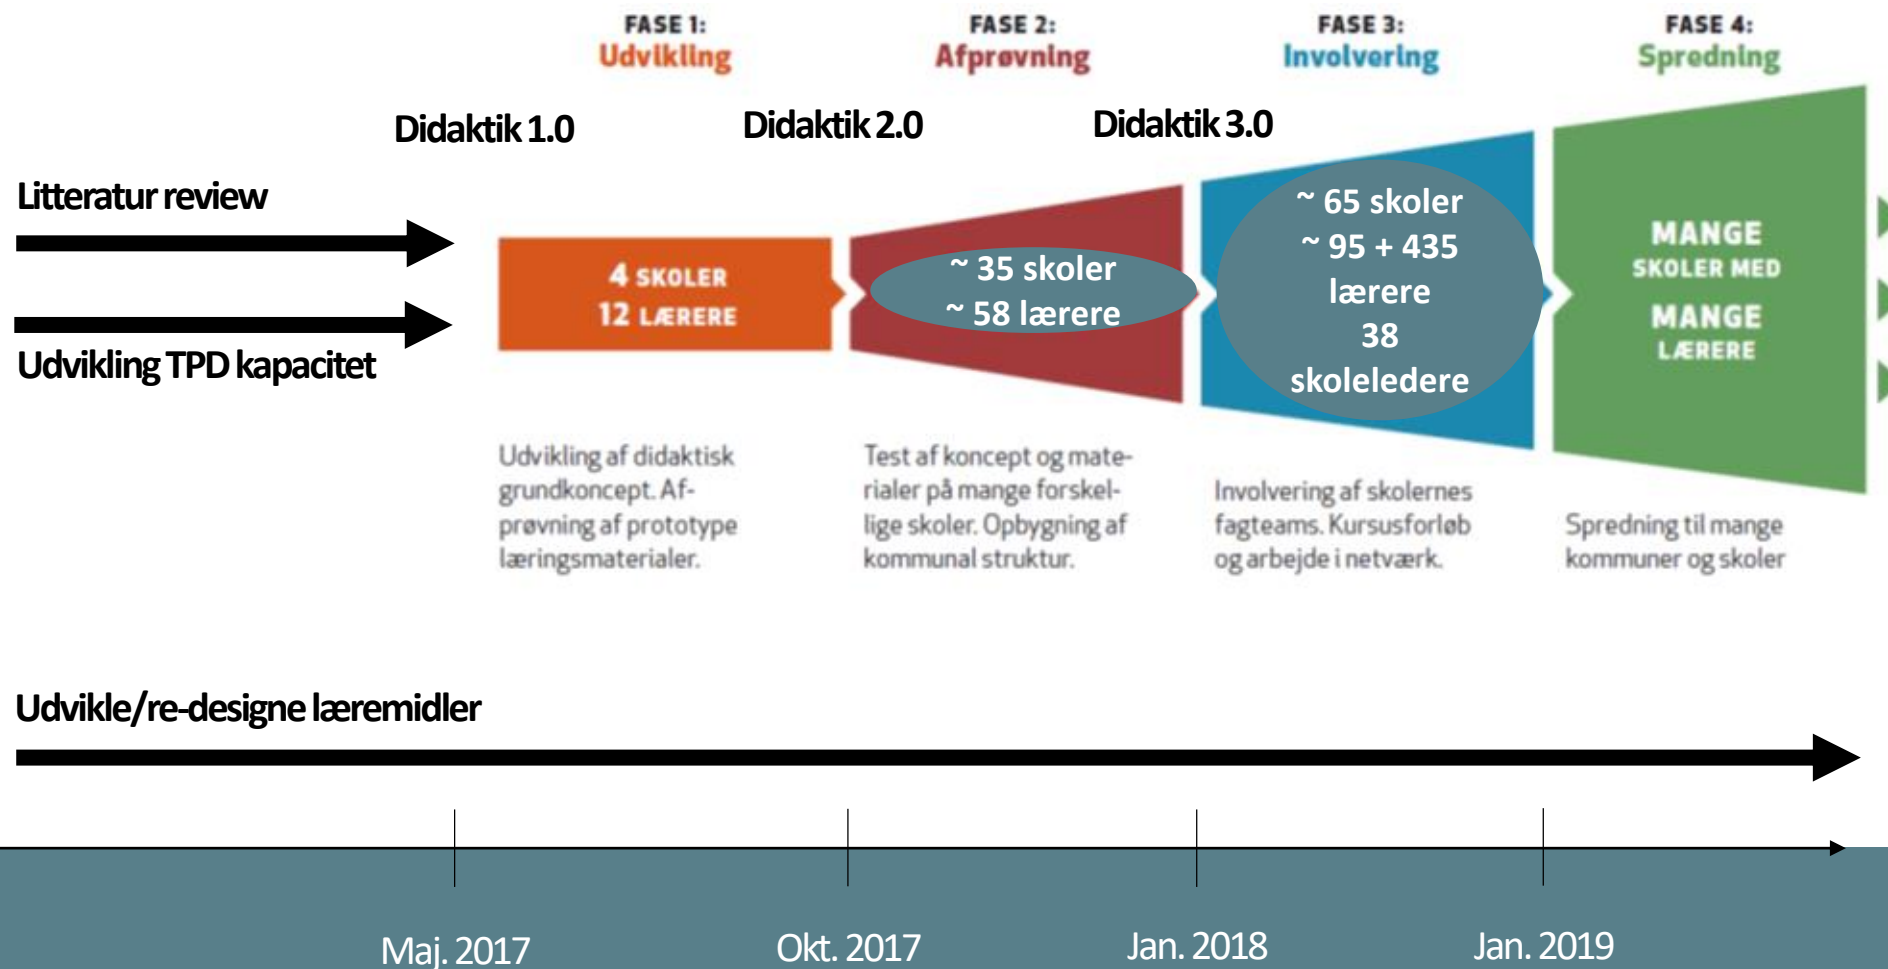 FASE 1:
Udvikling
FASE 2:
Afprøvning
FASE 3:
Involvering
FASE 4:
Spredning
Didaktik 1.0
Didaktik 2.0
Didaktik 3.0
Litteratur review
Udvikling TPD kapacitet
4 SKOLER
12 LÆRERE
~ 35 skoler
~ 58 lærere
~ 65 skoler
~ 95 + 435
lærere
38
skoleledere
MANGE
SKOLER MED
MANGE
LÆRERE
Udvikling af didaktisk
grundkoncept. Af-
prøvning af prototype
læringsmaterialer.
Test af koncept og mate-
rialer på mange forskel-
lige skoler. Opbygning af
kommunal struktur.
Involvering af skolernes
fagteams. Kursusforløb
og arbejde i netværk.
Spredning til mange
kommuner og skoler
Udvikle/re-designe læremidler
Maj. 2017
Okt. 2017
Jan. 2018
Jan. 2019